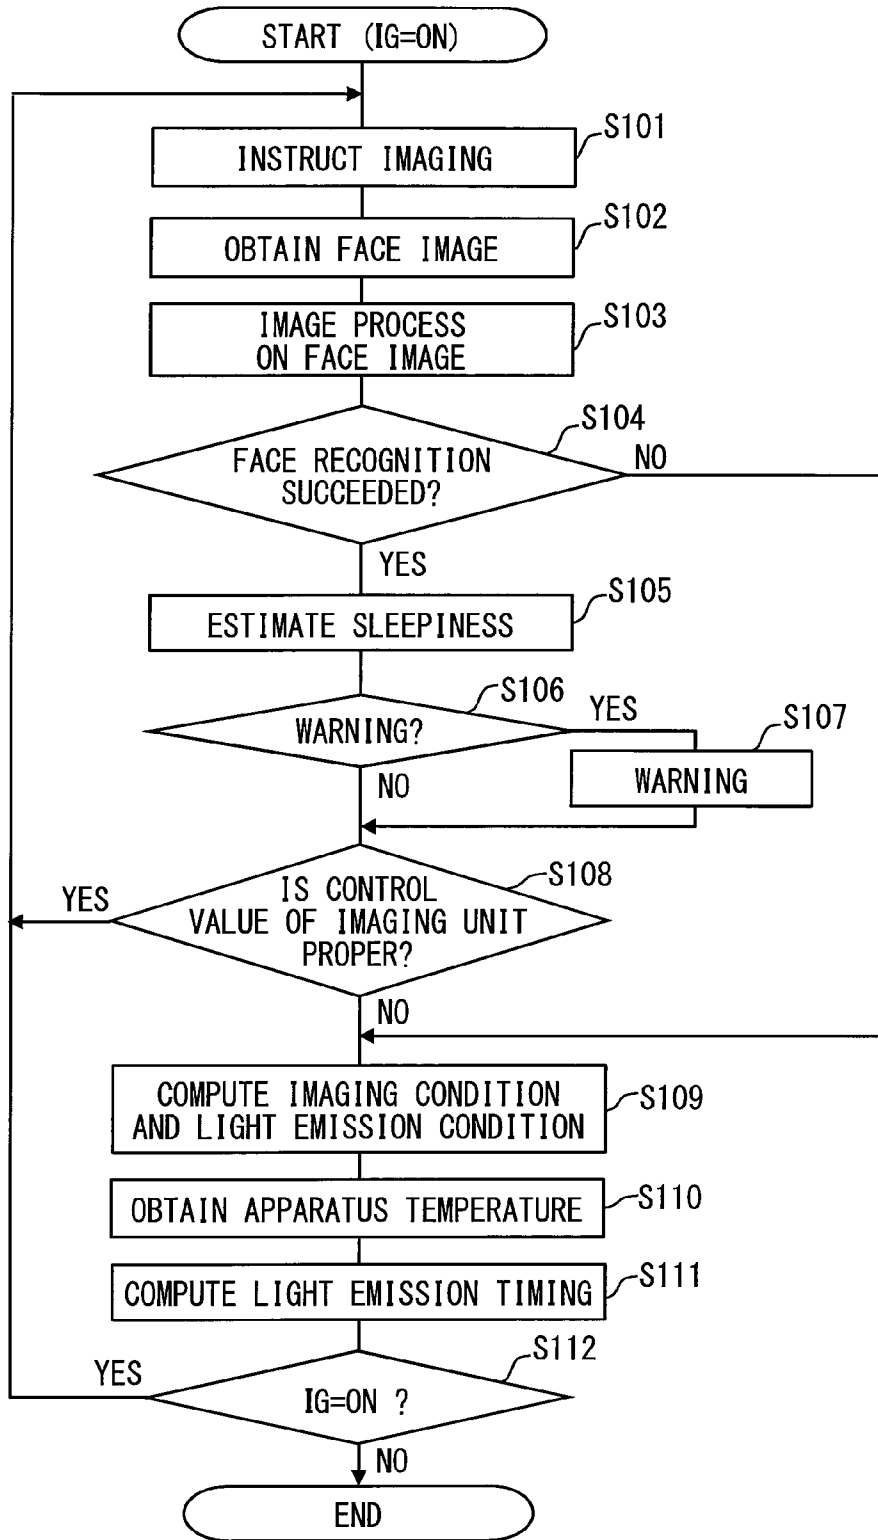 START (IG=ON)
S101
INSTRUCT IMAGING
S102
OBTAIN FACE IMAGE
S103
IMAGE PROCESS
ON FACE IMAGE
S104
FACE RECOGNITION
SUCCEEDED?
NO
YES
S105
ESTIMATE SLEEPINESS
S106
WARNING?
YES
S107
WARNING
NO
S108
IS CONTROL
VALUE OF IMAGING UNIT
PROPER?
YES
NO
COMPUTE IMAGING CONDITION
AND LIGHT EMISSION CONDITION
S109
OBTAIN APPARATUS TEMPERATURE
S110
COMPUTE LIGHT EMISSION TIMING
S111
S112
YES
IG=ON ?
NO
END